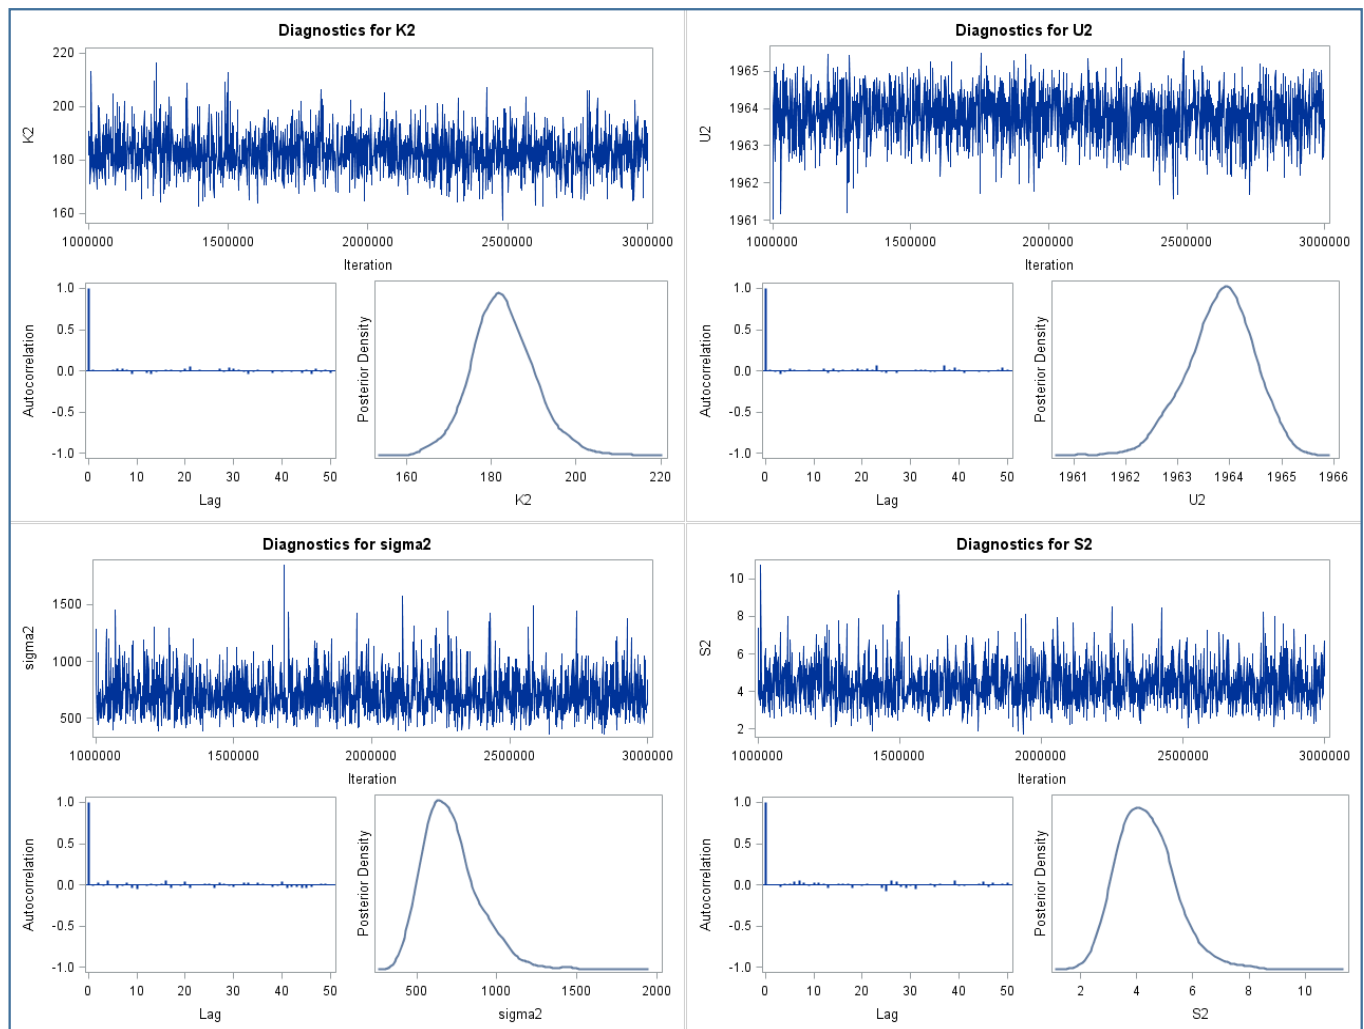 Diagnostics for K2
220
200
180
160
K2
1000000 1500000 2000000 2500000 3000000
Iteration
1.0
0.5
0.0
-0.5
-1.0
Autocorrelation
0 10 20 30 40 50
Lag
Posterior Density
160 180 200 220
K2
Diagnostics for U2
1965
1964
1963
1962
1961
U2
1000000 1500000 2000000 2500000 3000000
Iteration
1.0
0.5
0.0
-0.5
-1.0
Autocorrelation
0 10 20 30 40 50
Lag
Posterior Density
1961 1962 1963 1964 1965 1966
U2
Diagnostics for sigma2
1500
1000
500
sigma2
1000000 1500000 2000000 2500000 3000000
Iteration
1.0
0.5
0.0
-0.5
-1.0
Autocorrelation
0 10 20 30 40 50
Lag
Posterior Density
500 1000 1500 2000
sigma2
Diagnostics for S2
10
8
6
4
2
S2
1000000 1500000 2000000 2500000 3000000
Iteration
1.0
0.5
0.0
-0.5
-1.0
Autocorrelation
0 10 20 30 40 50
Lag
Posterior Density
2 4 6 8 10
S2